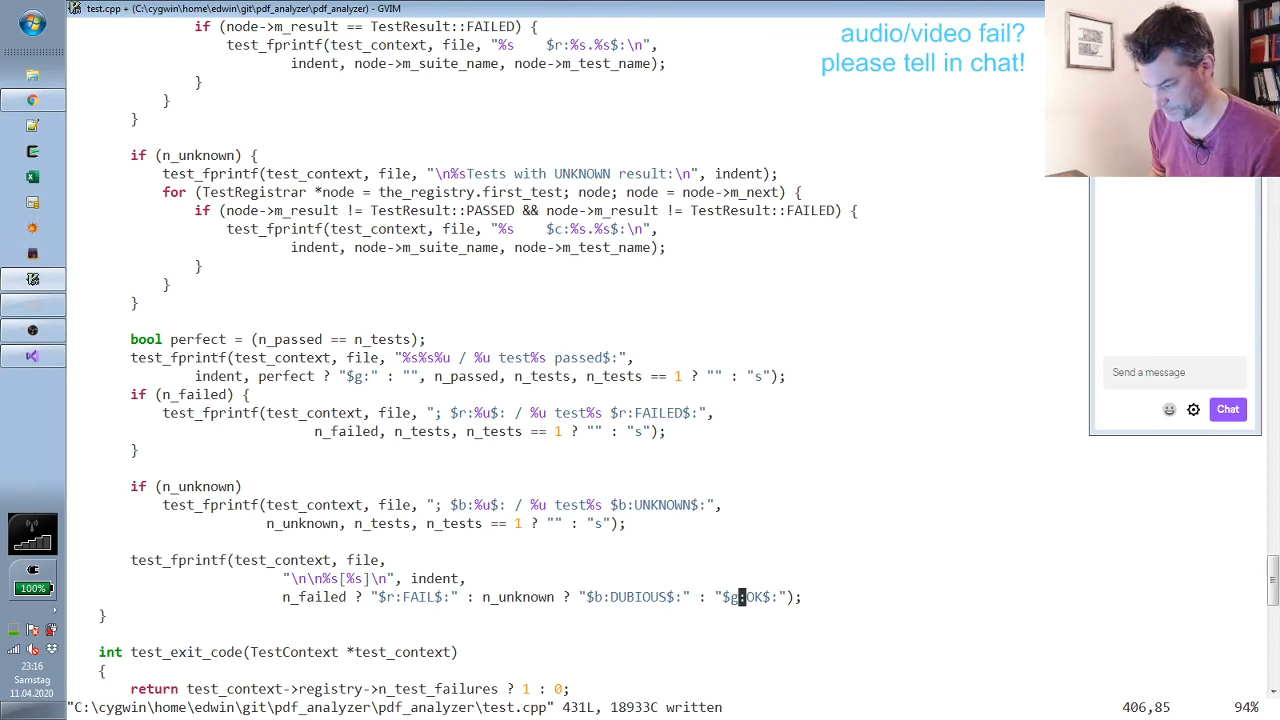 test.cpp + (C:\cygwin\home\edwin\git\pdf_analyzer\pdf_analyzer) - GVIM
if (node->m_result == TestResult::FAILED) {
test_fprintf(test_context, file, "%s    $r:%s.%s$:\n",
indent, node->m_suite_name, node->m_test_name);
}
}
}
if (n_unknown) {
test_fprintf(test_context, file, "\n%sTests with UNKNOWN result:\n", indent);
for (TestRegistrar *node = the_registry.first_test; node; node = node->m_next) {
if (node->m_result != TestResult::PASSED && node->m_result != TestResult::FAILED) {
test_fprintf(test_context, file, "%s    $c:%s.%s$:\n",
indent, node->m_suite_name, node->m_test_name);
}
}
}
bool perfect = (n_passed == n_tests);
test_fprintf(test_context, file, "%s%s%u / %u test%s passed$:",
indent, perfect ? "$g:" : "", n_passed, n_tests, n_tests == 1 ? "" : "s");
if (n_failed) {
test_fprintf(test_context, file, "; $r:%u$: / %u test%s $r:FAILED$:",
n_failed, n_tests, n_tests == 1 ? "" : "s");
}
if (n_unknown)
test_fprintf(test_context, file, "; $b:%u$: / %u test%s $b:UNKNOWN$:",
n_unknown, n_tests, n_tests == 1 ? "" : "s");
test_fprintf(test_context, file,
"\n\n%s[%s]\n", indent,
n_failed ? "$r:FAIL$:" : n_unknown ? "$b:DUBIOUS$:" : "$g:OK$:");
}
int test_exit_code(TestContext *test_context)
{
return test_context->registry->n_test_failures ? 1 : 0;
"C:\cygwin\home\edwin\git\pdf_analyzer\pdf_analyzer\test.cpp" 431L, 18933C written
406,85
94%
audio/video fail?
please tell in chat!
Send a message
Chat
100%
23:16
Samstag
11.04.2020